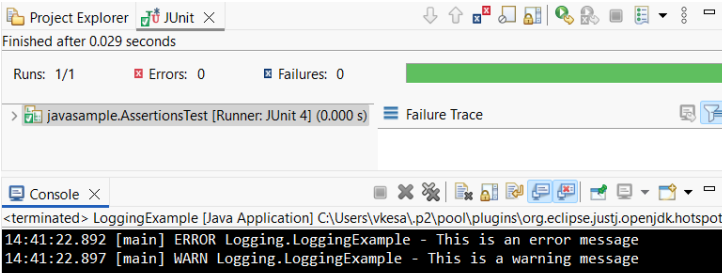 Project Explorer JUnit
Finished after 0.029 seconds
Runs: 1/1 Errors: 0 Failures: 0
javasample.AssertionsTest [Runner: JUnit 4] (0.000 s) Failure Trace
Console
<terminated> LoggingExample [Java Application] C:\Users\vkesa\.p2\pool\plugins\org.eclipse.justj.openjdk.hotspot
14:41:22.892 [main] ERROR Logging.LoggingExample - This is an error message
14:41:22.897 [main] WARN Logging.LoggingExample - This is a warning message